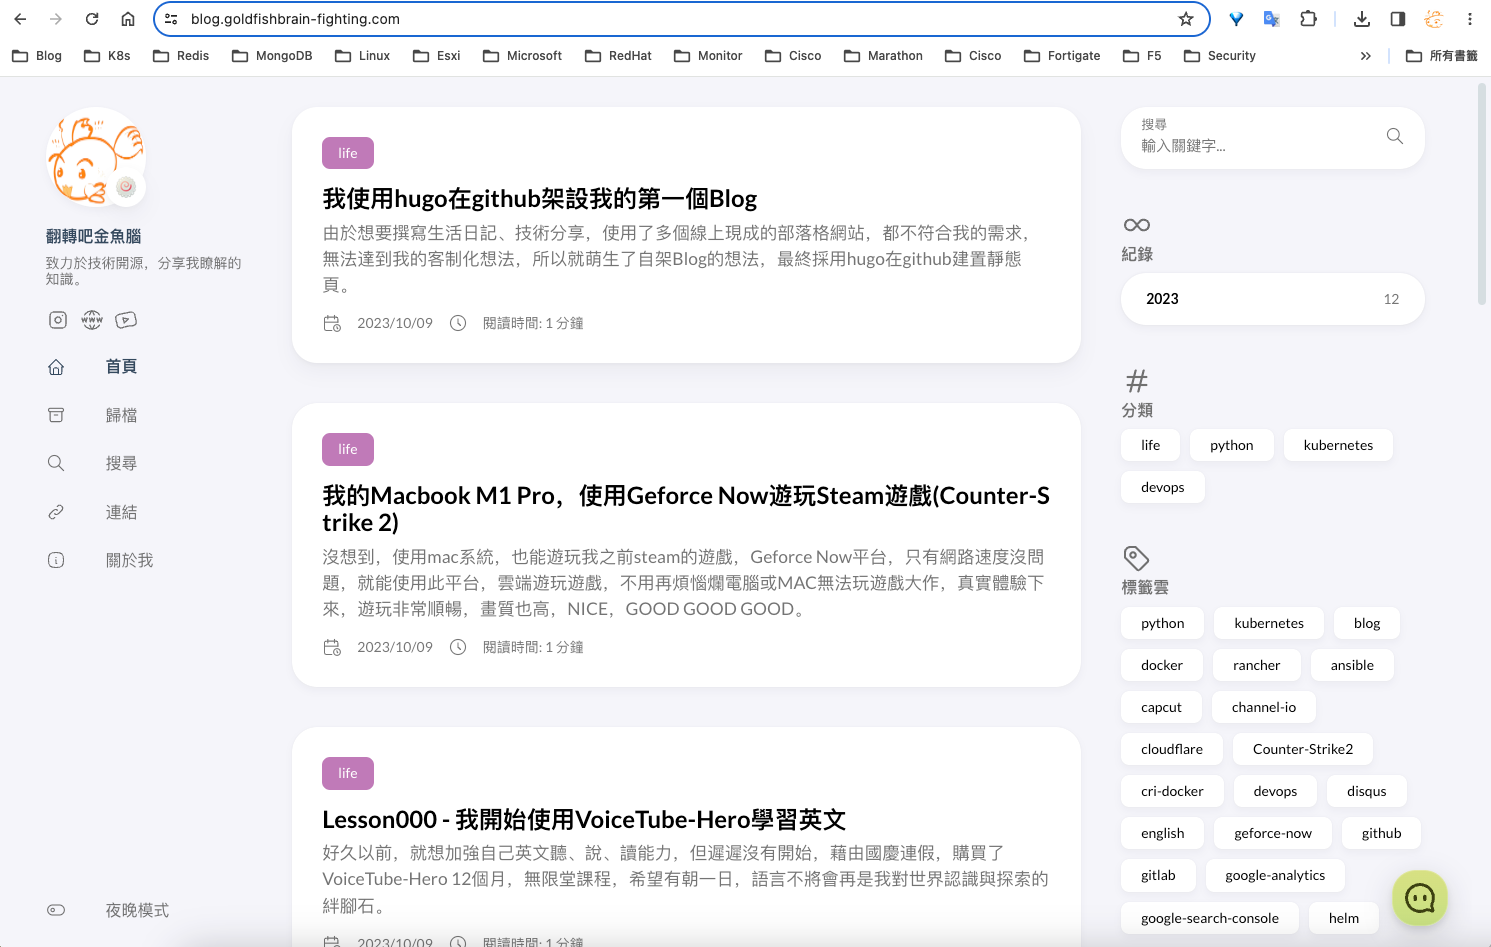 blog.goldfishbrain-fighting.com
Blog K8s Redis MongoDB Linux Esxi Microsoft RedHat Monitor Cisco Marathon Cisco Fortigate F5 Security » 所有書籤
翻轉吧金魚腦
致力於技術開源，分享我瞭解的
知識。
首頁
歸檔
搜尋
連結
關於我
夜晚模式
life
我使用hugo在github架設我的第一個Blog
由於想要撰寫生活日記、技術分享，使用了多個線上現成的部落格網站，都不符合我的需求，
無法達到我的客制化想法，所以就萌生了自架Blog的想法，最終採用hugo在github建置靜態
頁。
2023/10/09 閱讀時間: 1 分鐘
life
我的Macbook M1 Pro，使用Geforce Now遊玩Steam遊戲(Counter-S
trike 2)
沒想到，使用mac系統，也能遊玩我之前steam的遊戲，Geforce Now平台，只有網路速度沒問
題，就能使用此平台，雲端遊玩遊戲，不用再煩惱爛電腦或MAC無法玩遊戲大作，真實體驗下
來，遊玩非常順暢，畫質也高，NICE，GOOD GOOD GOOD。
2023/10/09 閱讀時間: 1 分鐘
life
Lesson000 - 我開始使用VoiceTube-Hero學習英文
好久以前，就想加強自己英文聽、說、讀能力，但遲遲沒有開始，藉由國慶連假，購買了
VoiceTube-Hero 12個月，無限堂課程，希望有朝一日，語言不將會再是我對世界認識與探索的
絆腳石。
2023/10/09 閱讀時間: 1 分鐘
搜尋
輸入關鍵字...
紀錄
2023 12
分類
life python kubernetes
devops
標籤雲
python kubernetes blog
docker rancher ansible
capcut channel-io
cloudflare Counter-Strike2
cri-docker devops disqus
english geforce-now github
gitlab google-analytics
google-search-console helm